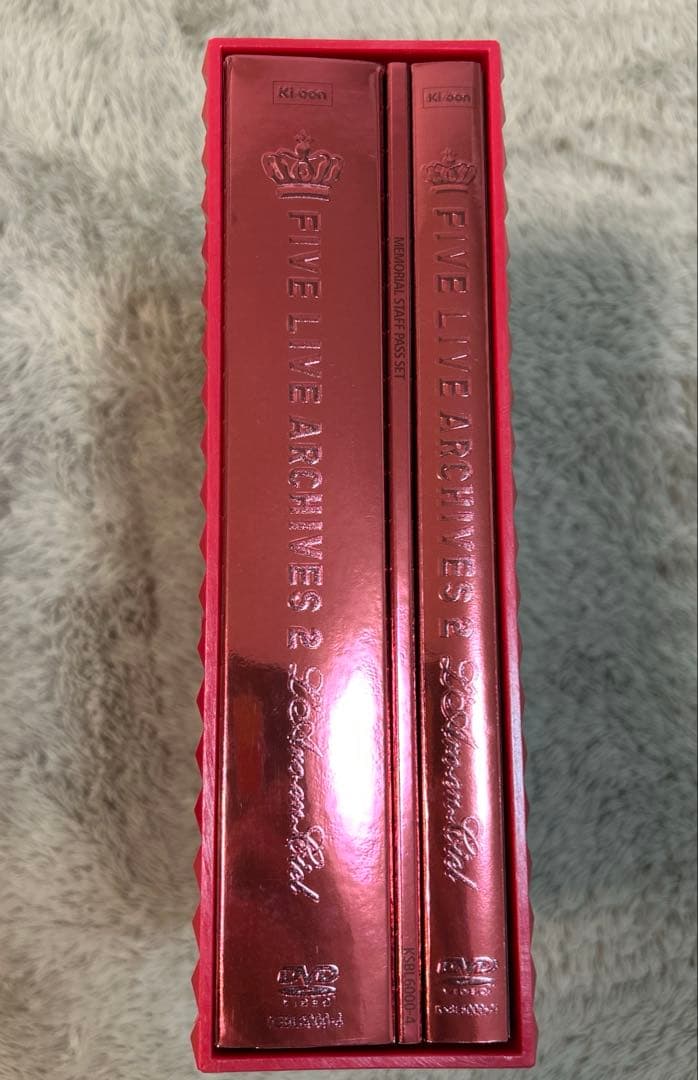 Ki-oon
FIVE LIVE ARCHIVES 2 L'Arc~en~Ciel
DVD
VIDEO
MEMORIAL STAFF PASS SET
KSBL 6000-4
Ki-oon
FIVE LIVE ARCHIVES 2 L'Arc~en~Ciel
DVD
VIDEO